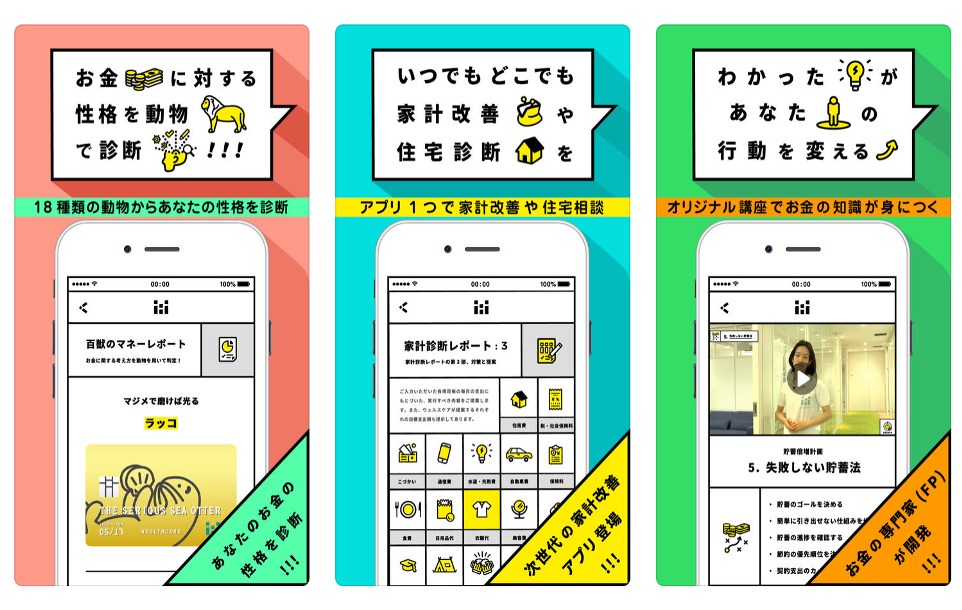 お金に対する
性格を動物
で診断!!!
18種類の動物からあなたの性格を診断
00:00
100%
百獣のマネーレポート
お金に関する考え方を動物を用いて判定!
マジメで磨けば光る
ラッコ
THE SERIOUS SEA OTTER
05/17
WEALTHCARE
あなたのお金の
性格を診断
!!!
いつでもどこでも
家計改善や
住宅診断を
アプリ1つで家計改善や住宅相談
00:00
100%
家計診断レポート:3
家計診断レポートの第3部、対策と提案
ご入力いただいた各項目毎の毎月の支出に
もとづいた、実行すべき内容をご提案しま
す。また、ウェルスケアが提案するそれぞ
れの目標支出額も提示しております。
住居費
税・社会保険料
こづかい
通信費
水道・光熱費
自動車費
保険料
食費
日用品代
衣服代
美容費
次世代の家計改善
アプリ登場
!!!
わかったが
あなたの
行動を変える
オリジナル講座でお金の知識が身につく
00:00
100%
5. 失敗しない貯蓄法
貯蓄倍増計画
5. 失敗しない貯蓄法
・貯蓄のゴールを決める
・簡単に引き出せない仕組みを
・貯蓄の進捗を確認する
・節約の優先順位を
・契約支出の
お金の専門家(FP)
が開発
!!!